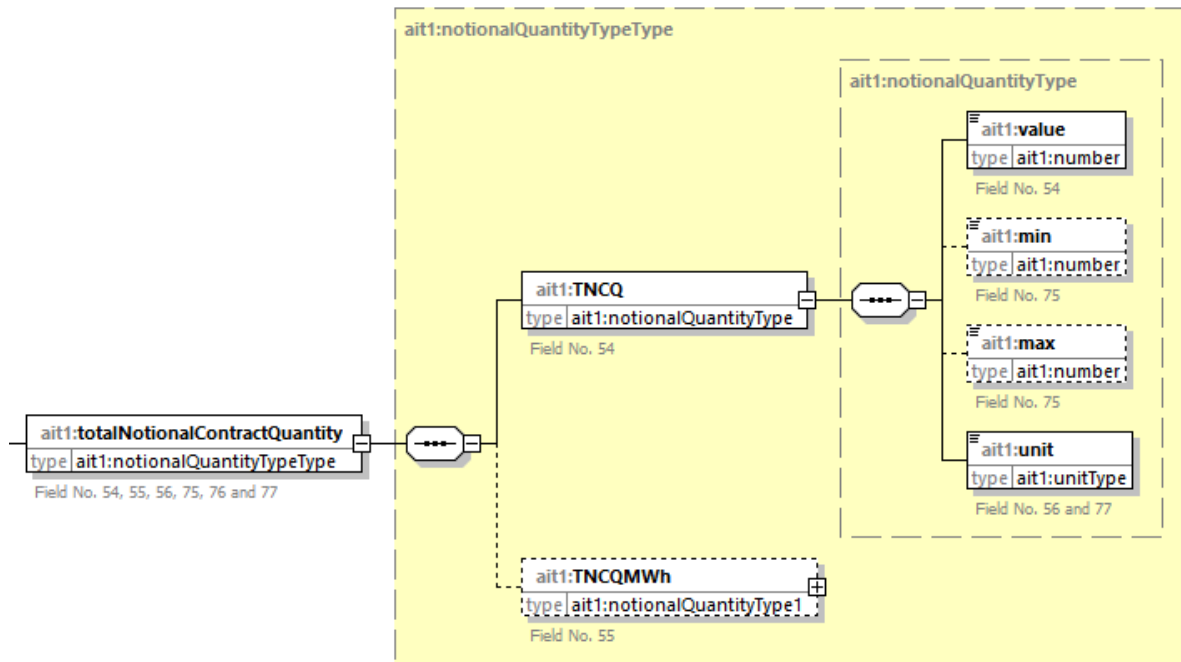 ait1:notionalQuantityTypeType
ait1:notionalQuantityType
ait1:value
type ait1:number
Field No. 54
ait1:min
type ait1:number
Field No. 75
ait1:TNCQ
type ait1:notionalQuantityType
Field No. 54
ait1:max
type ait1:number
Field No. 75
ait1:totalNotionalContractQuantity
type ait1:notionalQuantityTypeType
Field No. 54, 55, 56, 75, 76 and 77
ait1:unit
type ait1:unitType
Field No. 56 and 77
ait1:TNCQMWh
type ait1:notionalQuantityType1
Field No. 55